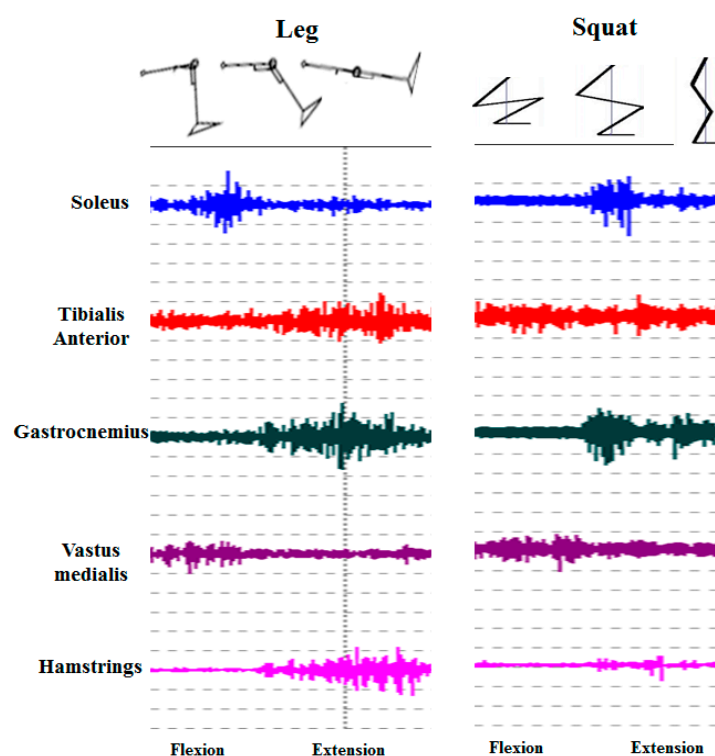 Leg
Squat
Soleus
Tibialis
Anterior
Gastrocnemius
Vastus
medialis
Hamstrings
Flexion
Extension
Flexion
Extension